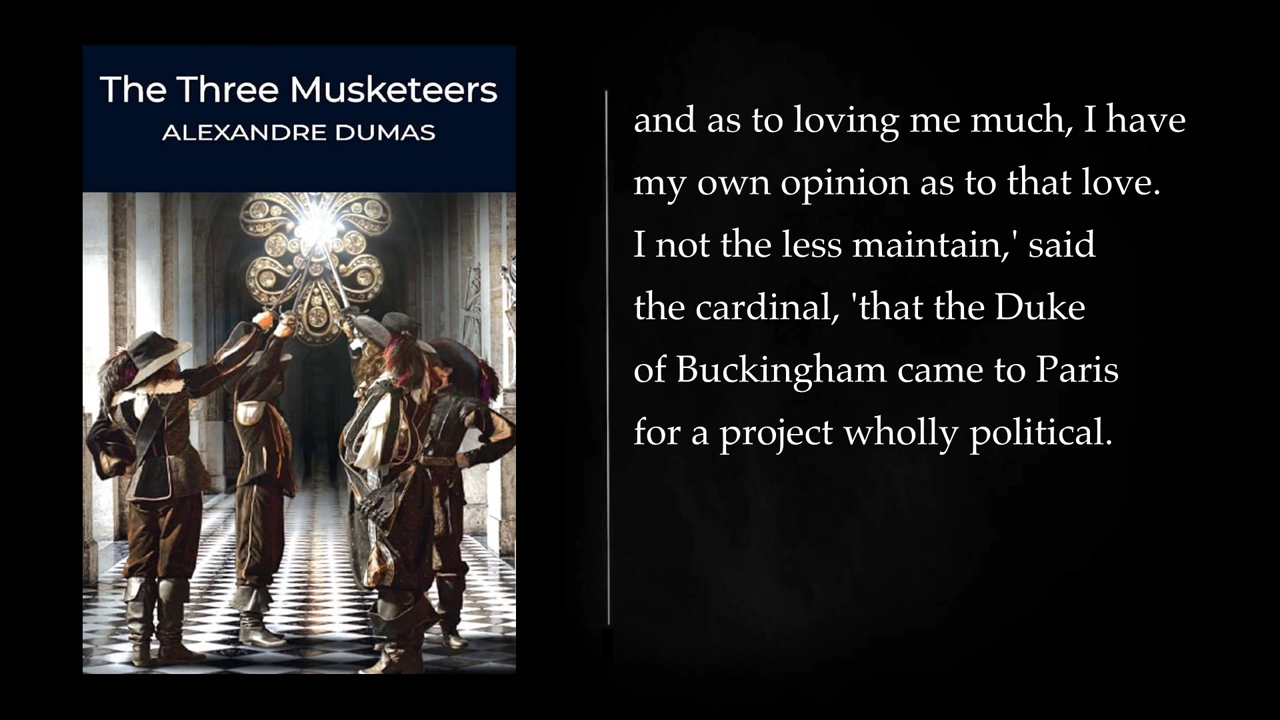 The Three Musketeers
ALEXANDRE DUMAS
and as to loving me much, I have
my own opinion as to that love.
I not the less maintain,' said
the cardinal, 'that the Duke
of Buckingham came to Paris
for a project wholly political.